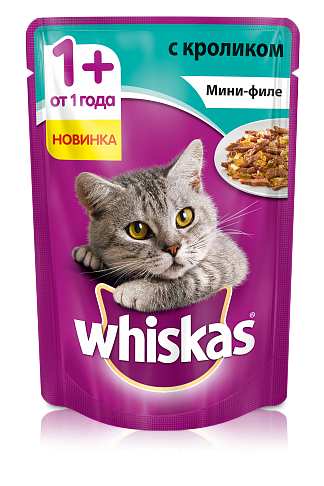 1+
от 1 года
НОВИНКА
с кроликом
Мини-филе
whiskas